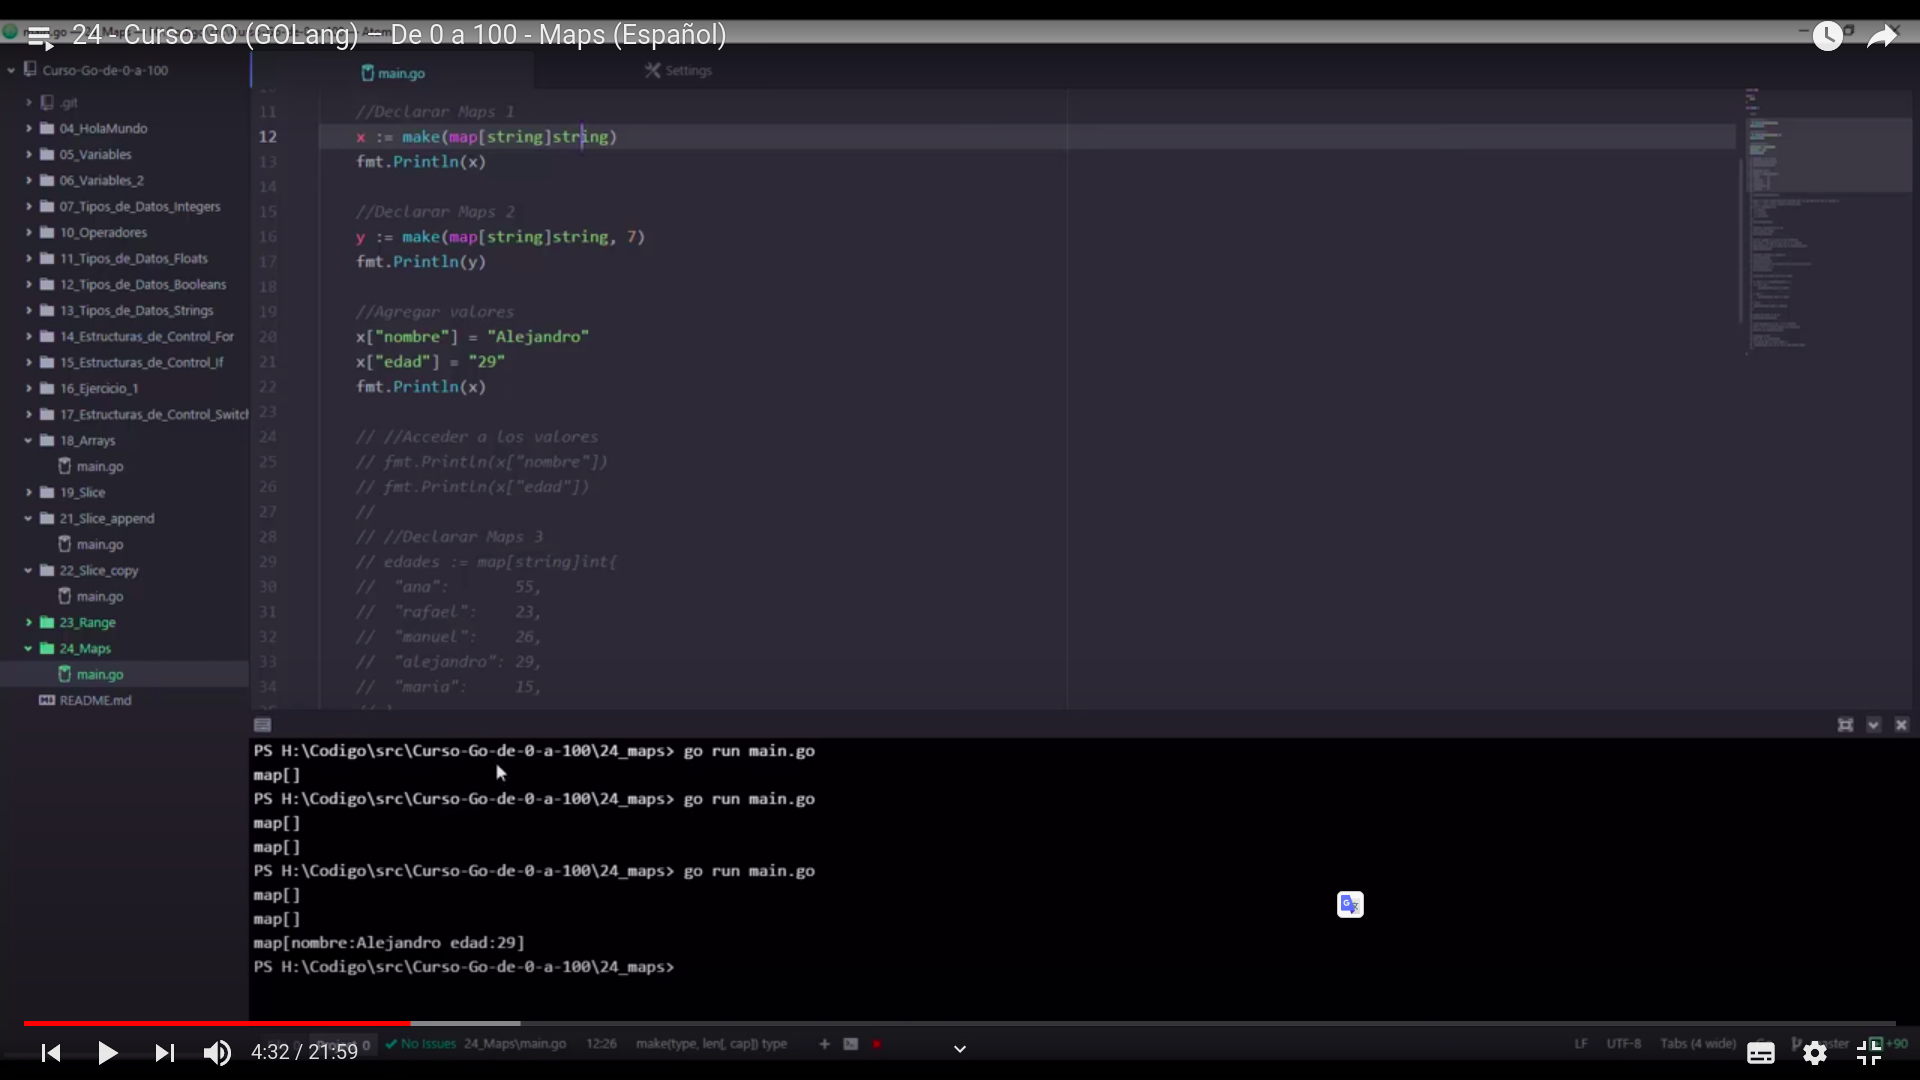 24 - Curso GO (GOLang) – De 0 a 100 - Maps (Español)
Curso-Go-de-0-a-100
.git
04_HolaMundo
05_Variables
06_Variables_2
07_Tipos_de_Datos_Integers
10_Operadores
11_Tipos_de_Datos_Floats
12_Tipos_de_Datos_Booleans
13_Tipos_de_Datos_Strings
14_Estructuras_de_Control_For
15_Estructuras_de_Control_If
16_Ejercicio_1
17_Estructuras_de_Control_Switch
18_Arrays
main.go
19_Slice
21_Slice_append
main.go
22_Slice_copy
main.go
23_Range
24_Maps
main.go
README.md
main.go
Settings
11 //Declarar Maps 1
12 x := make(map[string]string)
13 fmt.Println(x)
14
15 //Declarar Maps 2
16 y := make(map[string]string, 7)
17 fmt.Println(y)
18
19 //Agregar valores
20 x["nombre"] = "Alejandro"
21 x["edad"] = "29"
22 fmt.Println(x)
23
24 // //Acceder a los valores
25 // fmt.Println(x["nombre"])
26 // fmt.Println(x["edad"])
27 //
28 // //Declarar Maps 3
29 // edades := map[string]int{
30 // "ana": 55,
31 // "rafael": 23,
32 // "manuel": 26,
33 // "alejandro": 29,
34 // "maria": 15,
PS H:\Codigo\src\Curso-Go-de-0-a-100\24_maps> go run main.go
map[]
PS H:\Codigo\src\Curso-Go-de-0-a-100\24_maps> go run main.go
map[]
map[]
PS H:\Codigo\src\Curso-Go-de-0-a-100\24_maps> go run main.go
map[]
map[]
map[nombre:Alejandro edad:29]
PS H:\Codigo\src\Curso-Go-de-0-a-100\24_maps>
4:32 / 21:59
0 No Issues 24_Maps\main.go 12:26 make(type, len[, cap]) type + LF UTF-8 Tabs (4 wide) +90